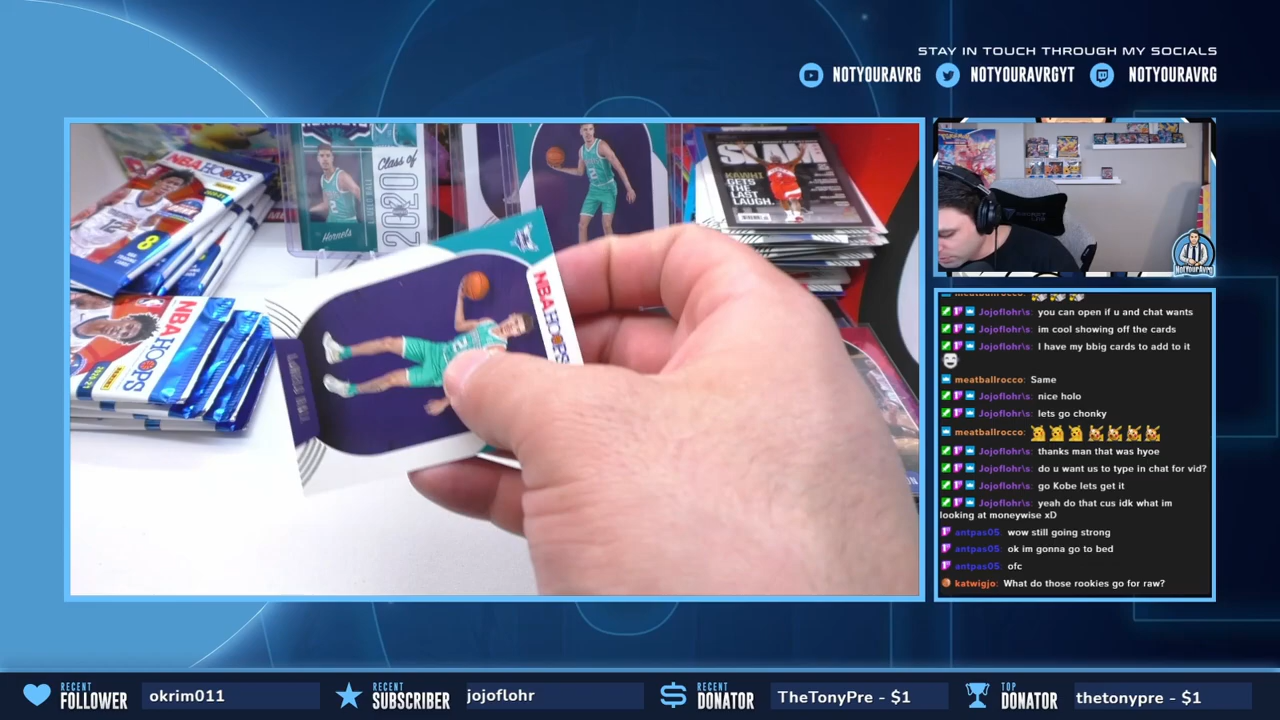 STAY IN TOUCH THROUGH MY SOCIALS
NOTYOURAVRG NOTYOURAVRGYT NOTYOURAVRG
NBA HOOPS
8
NBA HOOPS
PANINI
2020-21
Class of
2020
Hornets
SLAM
KAWHI
GETS
THE
LAST
LAUGH.
NBA HOOPS
NotYourAvrg
Jojoflohr\s: you can open if u and chat wants
Jojoflohr\s: im cool showing off the cards
Jojoflohr\s: I have my bbig cards to add to it
meatballrocco: Same
Jojoflohr\s: nice holo
Jojoflohr\s: lets go chonky
meatballrocco:
Jojoflohr\s: thanks man that was hyoe
Jojoflohr\s: do u want us to type in chat for vid?
Jojoflohr\s: go Kobe lets get it
Jojoflohr\s: yeah do that cus idk what im
looking at moneywise xD
antpas05: wow still going strong
antpas05: ok im gonna go to bed
antpas05: ofc
katwigjo: What do those rookies go for raw?
RECENT FOLLOWER okrim011
RECENT SUBSCRIBER jojoflohr
RECENT DONATOR TheTonyPre - $1
TOP DONATOR thetonypre - $1